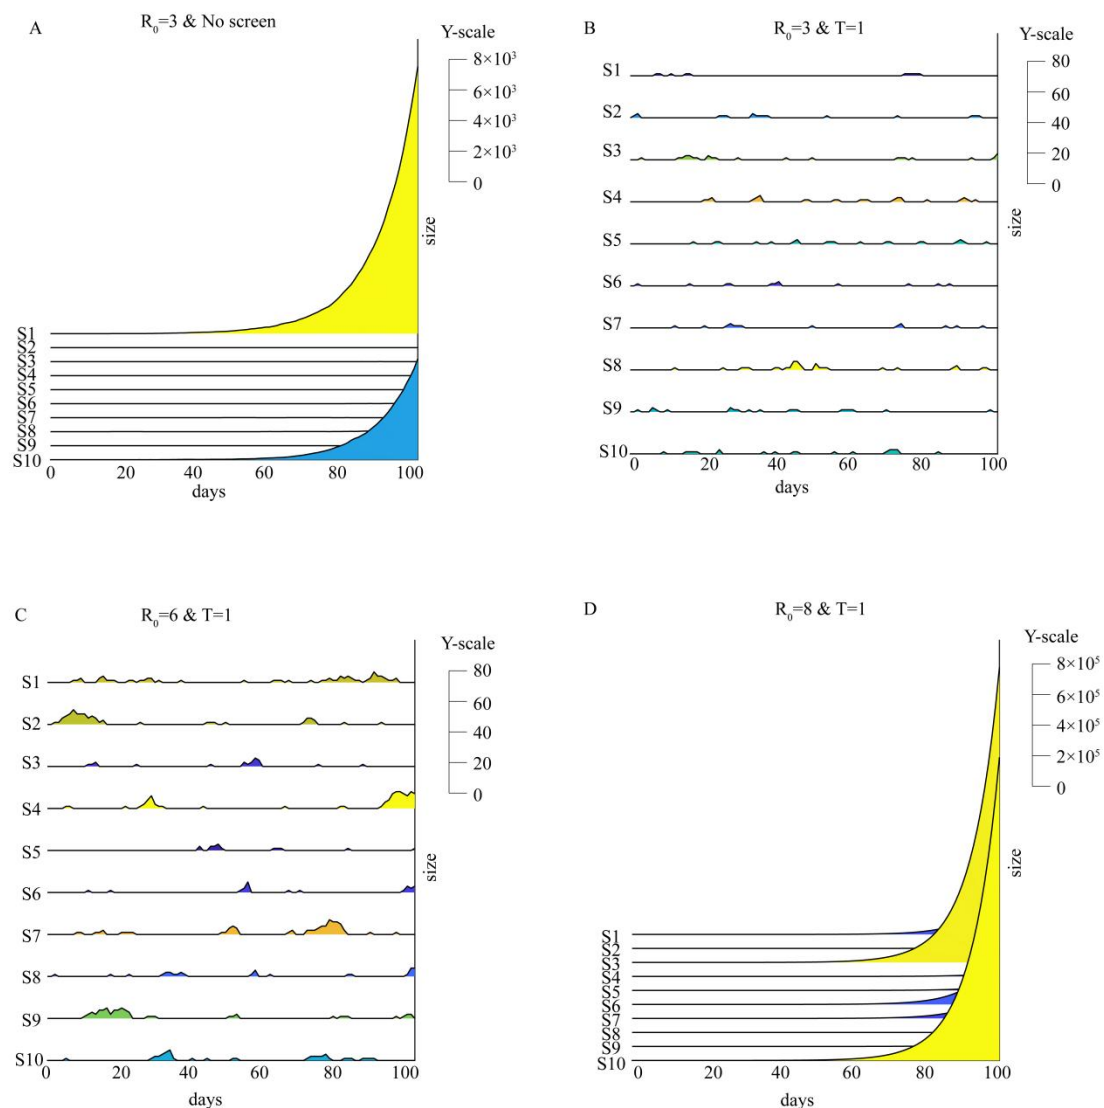 A
R₀=3 & No screen
Y-scale
8×10³
6×10³
4×10³
2×10³
0
size
S1
S2
S3
S4
S5
S6
S7
S8
S9
S10
0 20 40 60 80 100
days
B
R₀=3 & T=1
Y-scale
80
60
40
20
0
size
S1
S2
S3
S4
S5
S6
S7
S8
S9
S10
0 20 40 60 80 100
days
C
R₀=6 & T=1
Y-scale
80
60
40
20
0
size
S1
S2
S3
S4
S5
S6
S7
S8
S9
S10
0 20 40 60 80 100
days
D
R₀=8 & T=1
Y-scale
8×10⁵
6×10⁵
4×10⁵
2×10⁵
0
size
S1
S2
S3
S4
S5
S6
S7
S8
S9
S10
0 20 40 60 80 100
days